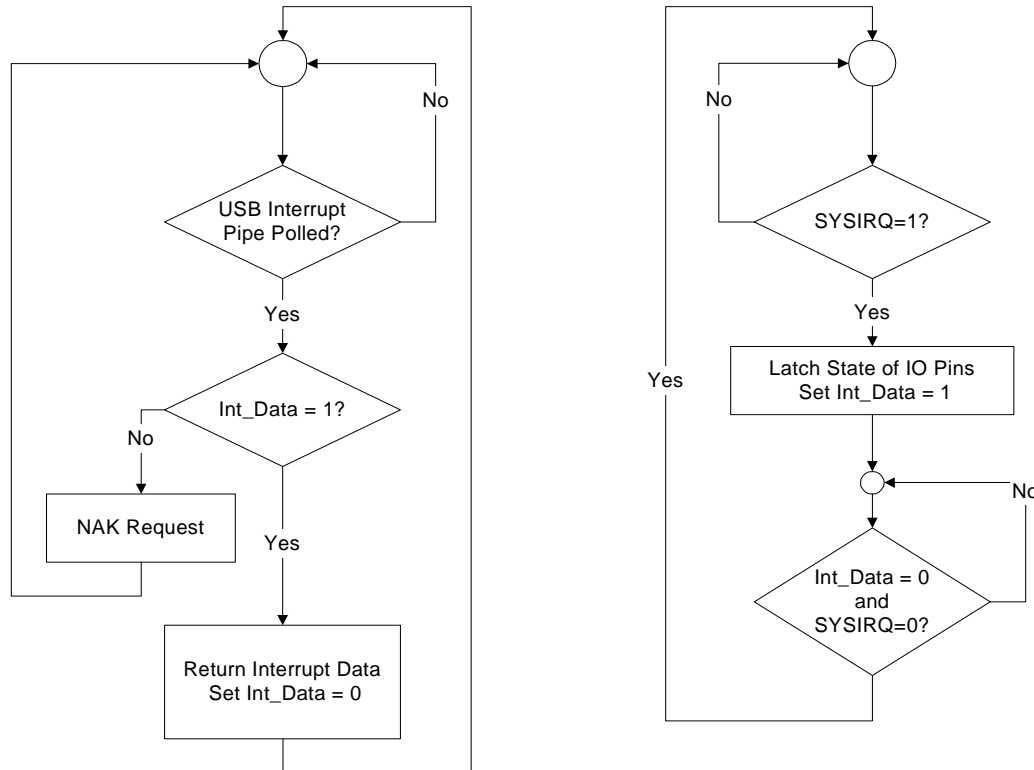 No
USB Interrupt
Pipe Polled?
Yes
Int_Data = 1?
No
NAK Request
Yes
Return Interrupt Data
Set Int_Data = 0
No
SYSIRQ=1?
Yes
Yes
Latch State of IO Pins
Set Int_Data = 1
No
Int_Data = 0
and
SYSIRQ=0?